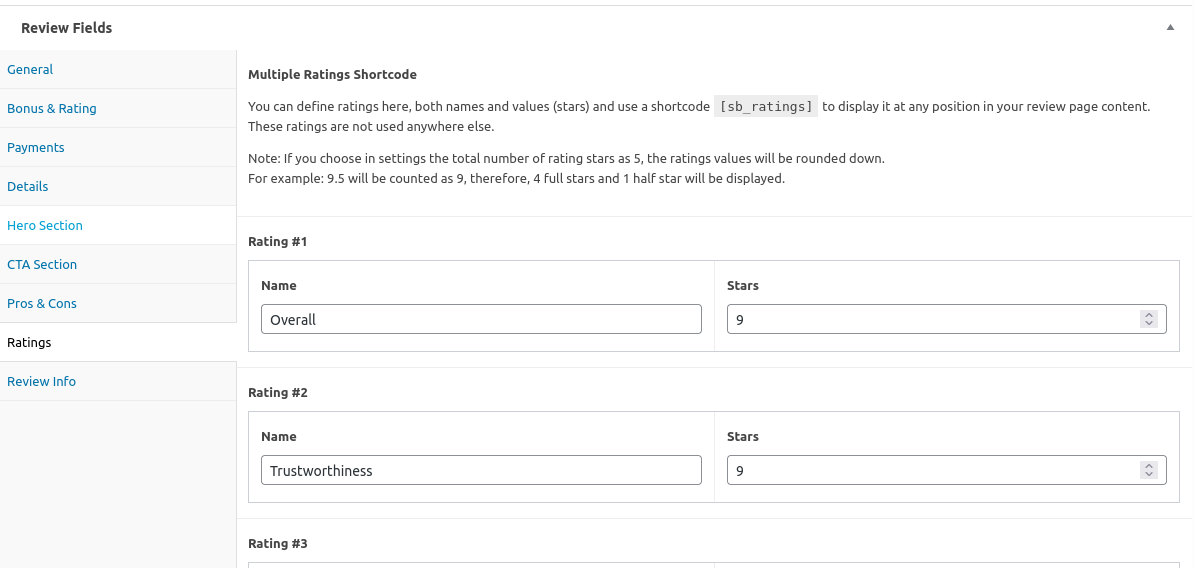 Review Fields
General
Bonus & Rating
Payments
Details
Hero Section
CTA Section
Pros & Cons
Ratings
Review Info
Multiple Ratings Shortcode
You can define ratings here, both names and values (stars) and use a shortcode [sb_ratings] to display it at any position in your review page content.
These ratings are not used anywhere else.
Note: If you choose in settings the total number of rating stars as 5, the ratings values will be rounded down.
For example: 9.5 will be counted as 9, therefore, 4 full stars and 1 half star will be displayed.
Rating #1
Name Stars
Overall 9
Rating #2
Name Stars
Trustworthiness 9
Rating #3